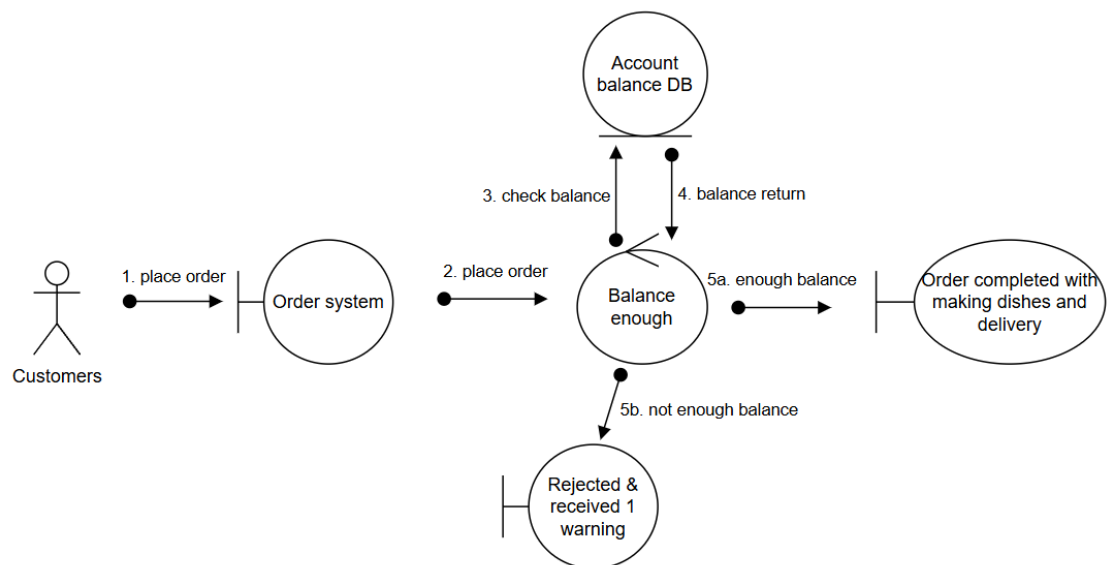 Account
balance DB
3. check balance
4. balance return
1. place order
Order system
2. place order
Balance
enough
5a. enough balance
Order completed with
making dishes and
delivery
Customers
5b. not enough balance
Rejected &
received 1
warning